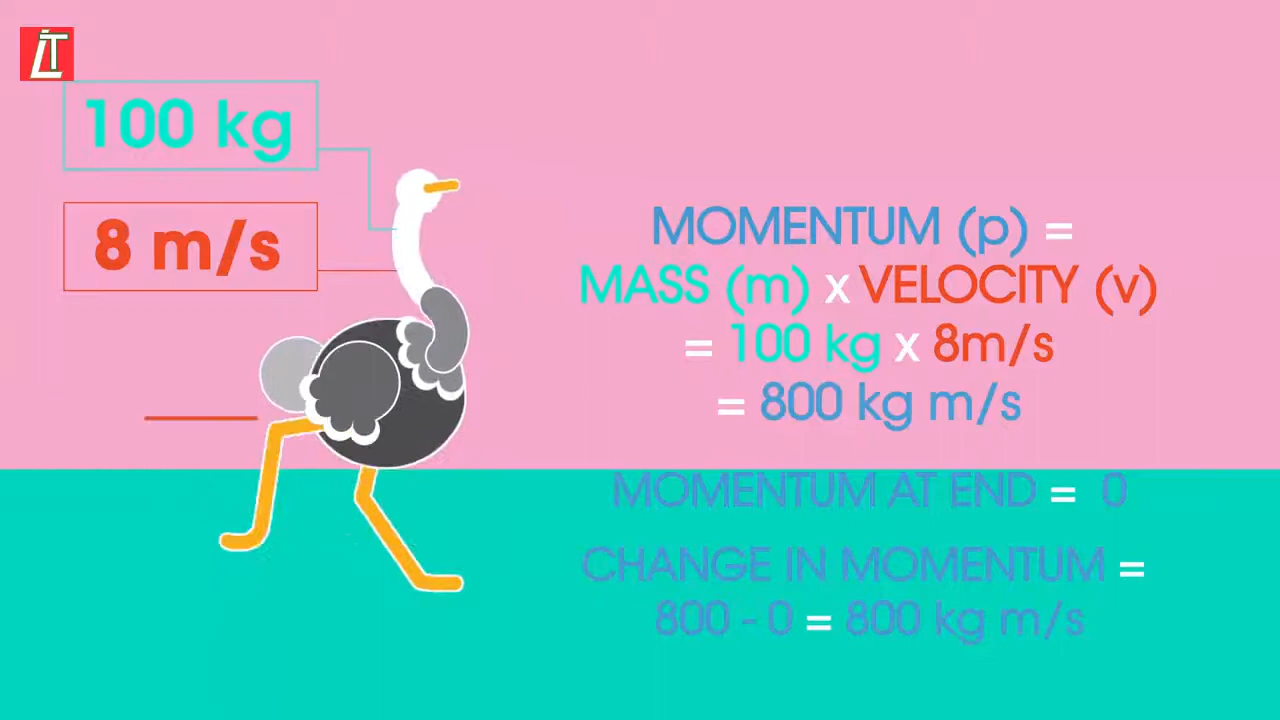 LT
100 kg
8 m/s
MOMENTUM (p) =
MASS (m) x VELOCITY (v)
= 100 kg x 8m/s
= 800 kg m/s
MOMENTUM AT END = 0
CHANGE IN MOMENTUM =
800 - 0 = 800 kg m/s